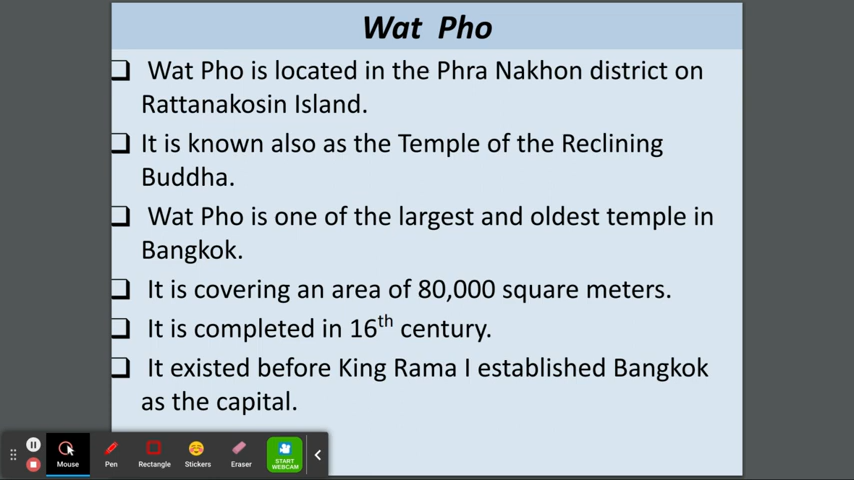 Wat Pho
Wat Pho is located in the Phra Nakhon district on
Rattanakosin Island.
It is known also as the Temple of the Reclining
Buddha.
Wat Pho is one of the largest and oldest temple in
Bangkok.
It is covering an area of 80,000 square meters.
It is completed in 16th century.
It existed before King Rama I established Bangkok
as the capital.
Mouse Pen Rectangle Stickers Eraser START
WEBCAM